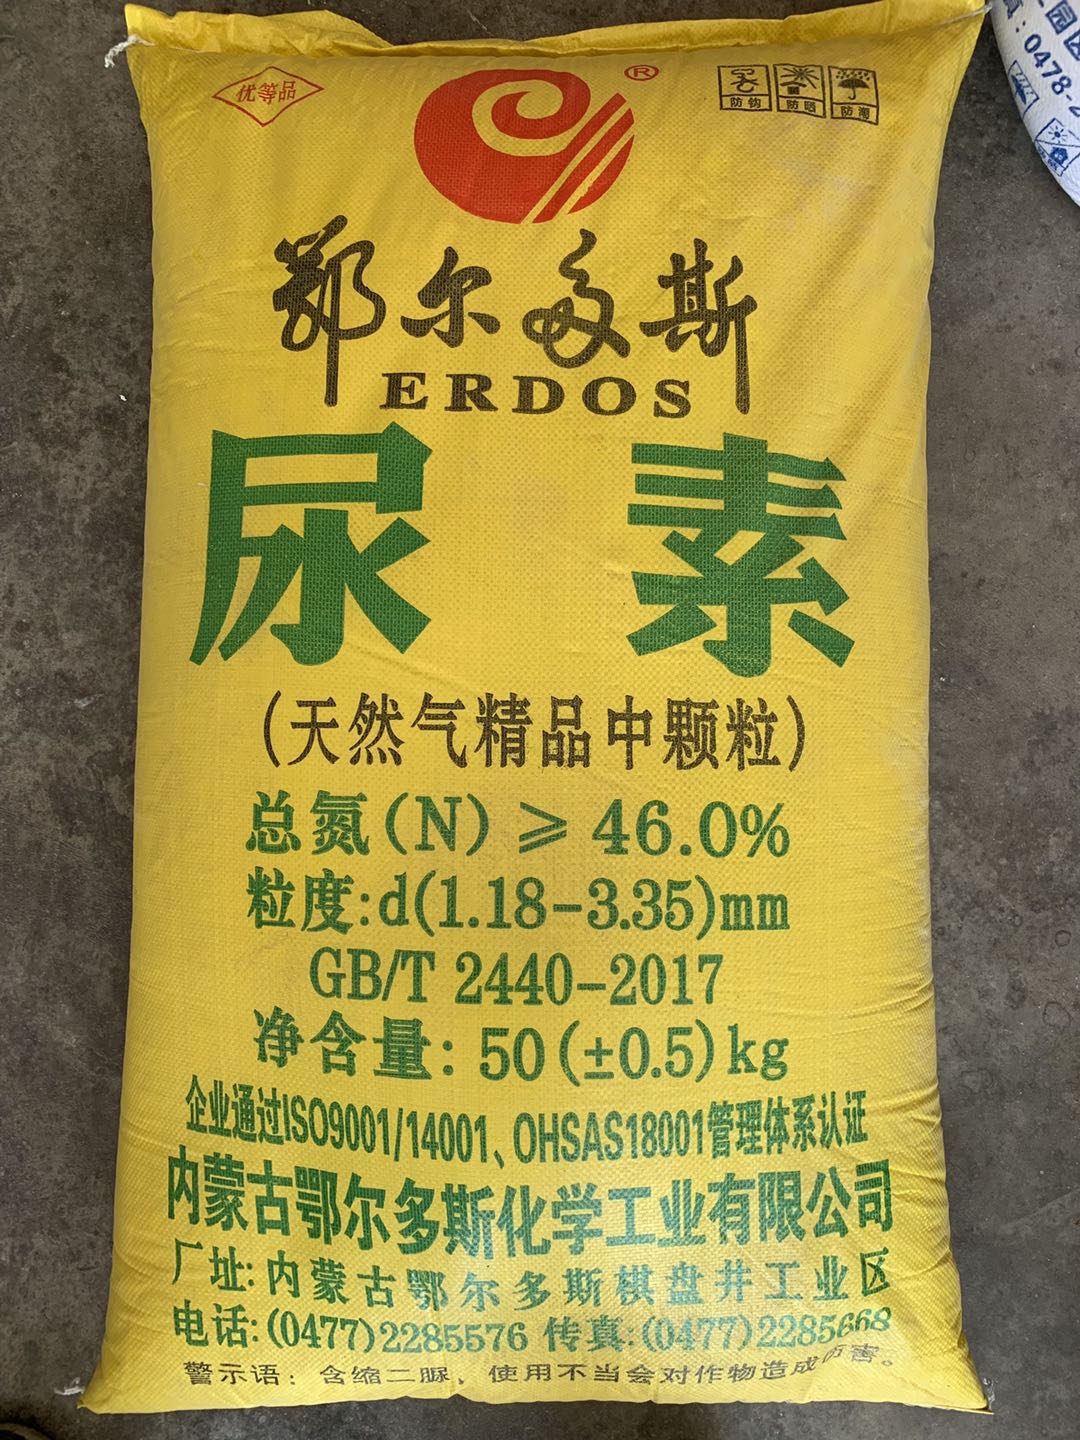 优等品
®
防钩 防晒 防潮
鄂尔多斯
ERDOS
尿素
(天然气精品中颗粒)
总氮(N)≥46.0%
粒度:d(1.18-3.35)mm
GB/T 2440-2017
净含量: 50(±0.5)kg
企业通过ISO9001/14001、OHSAS18001管理体系认证
内蒙古鄂尔多斯化学工业有限公司
厂址:内蒙古鄂尔多斯棋盘井工业区
电话:(0477)2285576 传真:(0477)2285668
警示语：含缩二脲，使用不当会对作物造成伤害。
园区
真:0478-2